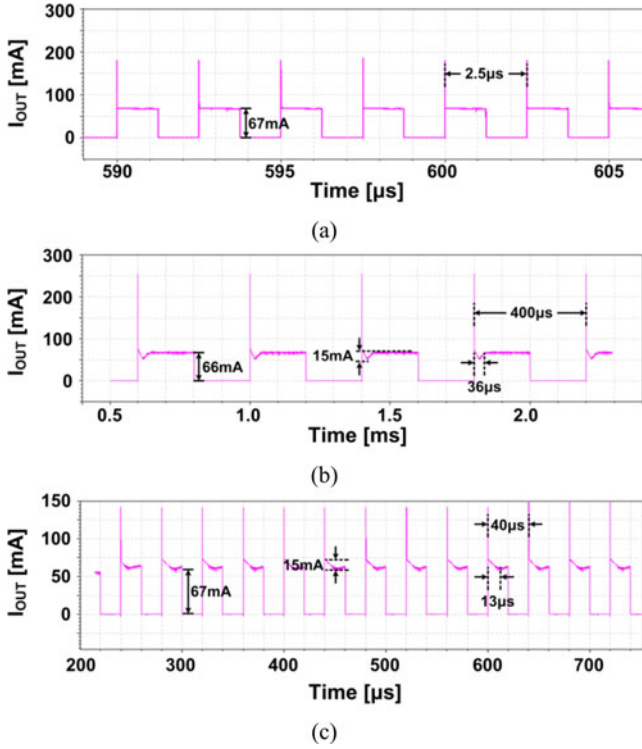 300
200
100
0
I_OUT [mA]
67mA
2.5µs
590
595
600
605
Time [µs]
(a)
300
200
100
0
I_OUT [mA]
66mA
15mA
400µs
36µs
0.5
1.0
1.5
2.0
Time [ms]
(b)
150
100
50
0
I_OUT [mA]
67mA
15mA
40µs
13µs
200
300
400
500
600
700
Time [µs]
(c)